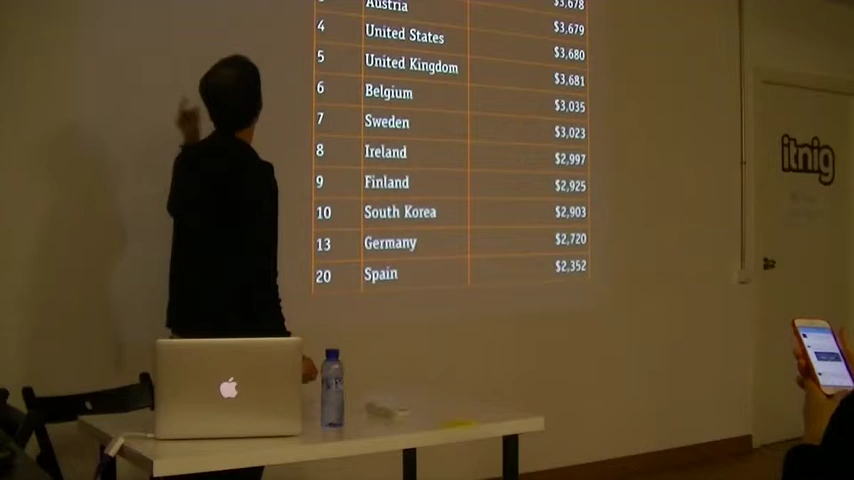 Austria $3,678
4 United States $3,679
5 United Kingdom $3,680
6 Belgium $3,681
7 Sweden $3,035
8 Ireland $3,023
9 Finland $2,997
10 South Korea $2,925
13 Germany $2,903
20 Spain $2,720
$2,352
itnig